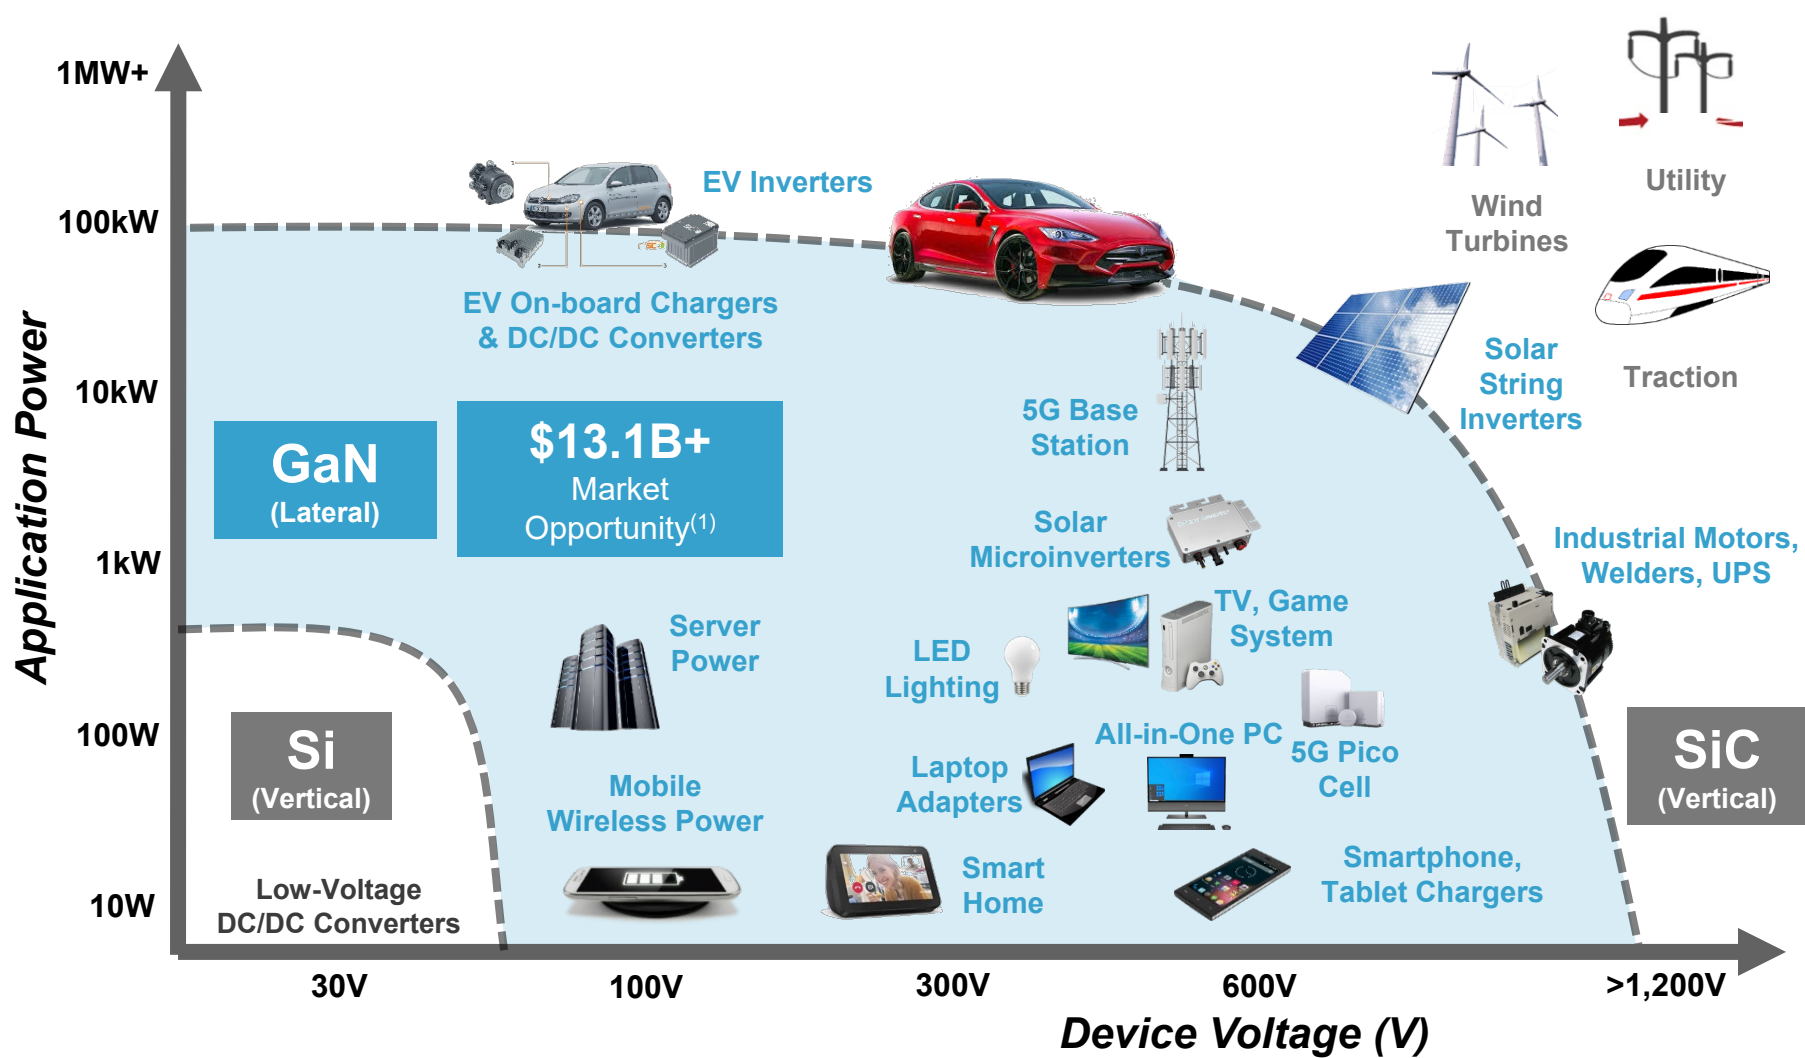 1MW+
100kW
10kW
1kW
100W
10W
Application Power
EV Inverters
EV On-board Chargers
& DC/DC Converters
GaN
(Lateral)
$13.1B+
Market
Opportunity(1)
Wind
Turbines
Utility
Traction
Solar
String
Inverters
5G Base
Station
Solar
Microinverters
Industrial Motors,
Welders, UPS
TV, Game
System
Server
Power
LED
Lighting
Si
(Vertical)
SiC
(Vertical)
All-in-One PC
5G Pico
Cell
Laptop
Adapters
Mobile
Wireless Power
Smart
Home
Smartphone,
Tablet Chargers
Low-Voltage
DC/DC Converters
30V
100V
300V
600V
>1,200V
Device Voltage (V)